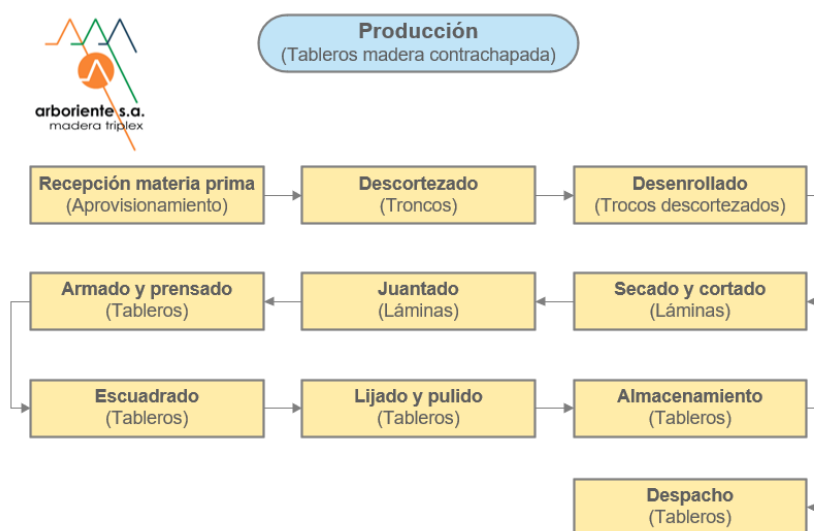 Producción
(Tableros madera contrachapada)
arboriente s.a.
madera triplex
Recepción materia prima
(Aprovisionamiento)
Descortezado
(Troncos)
Desenrollado
(Trocos descortezados)
Armado y prensado
(Tableros)
Juantado
(Láminas)
Secado y cortado
(Láminas)
Escuadrado
(Tableros)
Lijado y pulido
(Tableros)
Almacenamiento
(Tableros)
Despacho
(Tableros)